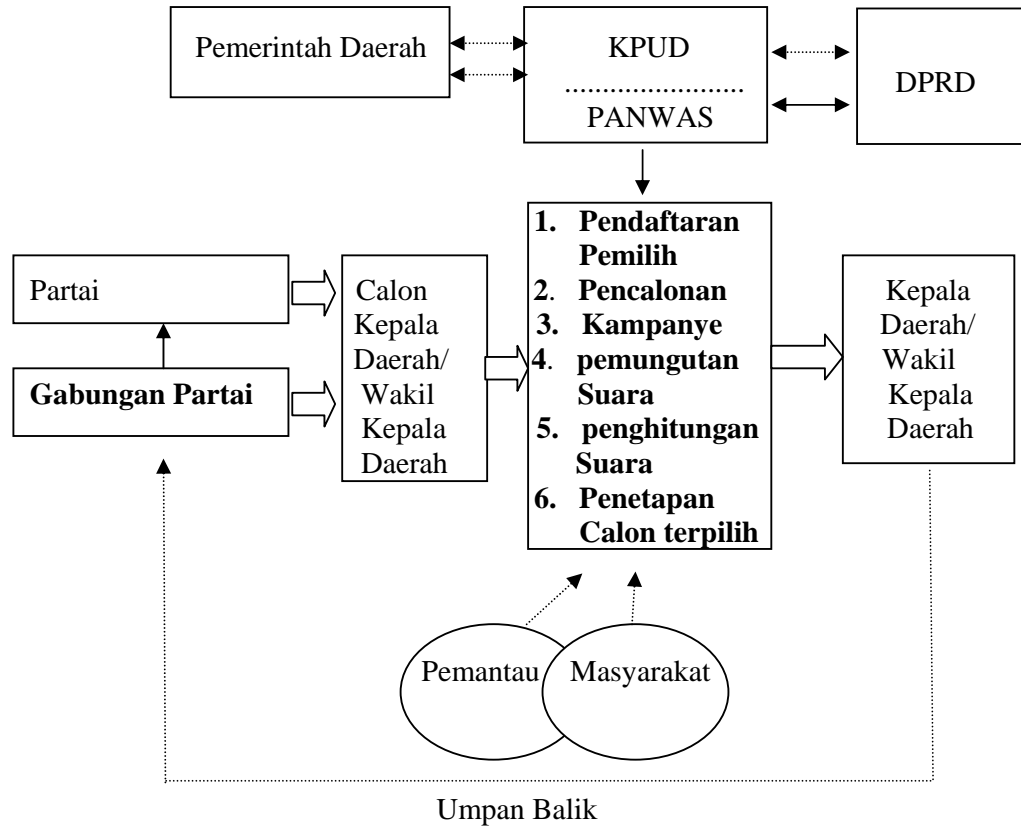 Pemerintah Daerah
KPUD
........................
PANWAS
DPRD
Partai
Gabungan Partai
Calon
Kepala
Daerah/
Wakil
Kepala
Daerah
1. Pendaftaran
Pemilih
2. Pencalonan
3. Kampanye
4. pemungutan
Suara
5. penghitungan
Suara
6. Penetapan
Calon terpilih
Kepala
Daerah/
Wakil
Kepala
Daerah
Pemantau
Masyarakat
Umpan Balik